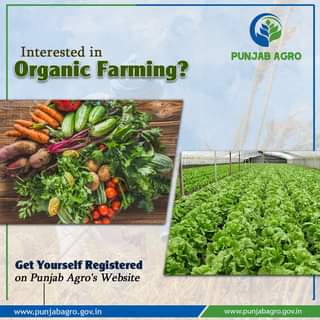 PUNJAB AGRO
Interested in
Organic Farming?
Get Yourself Registered
on Punjab Agro's Website
www.punjabagro.gov.in
www.punjabagro.gov.in